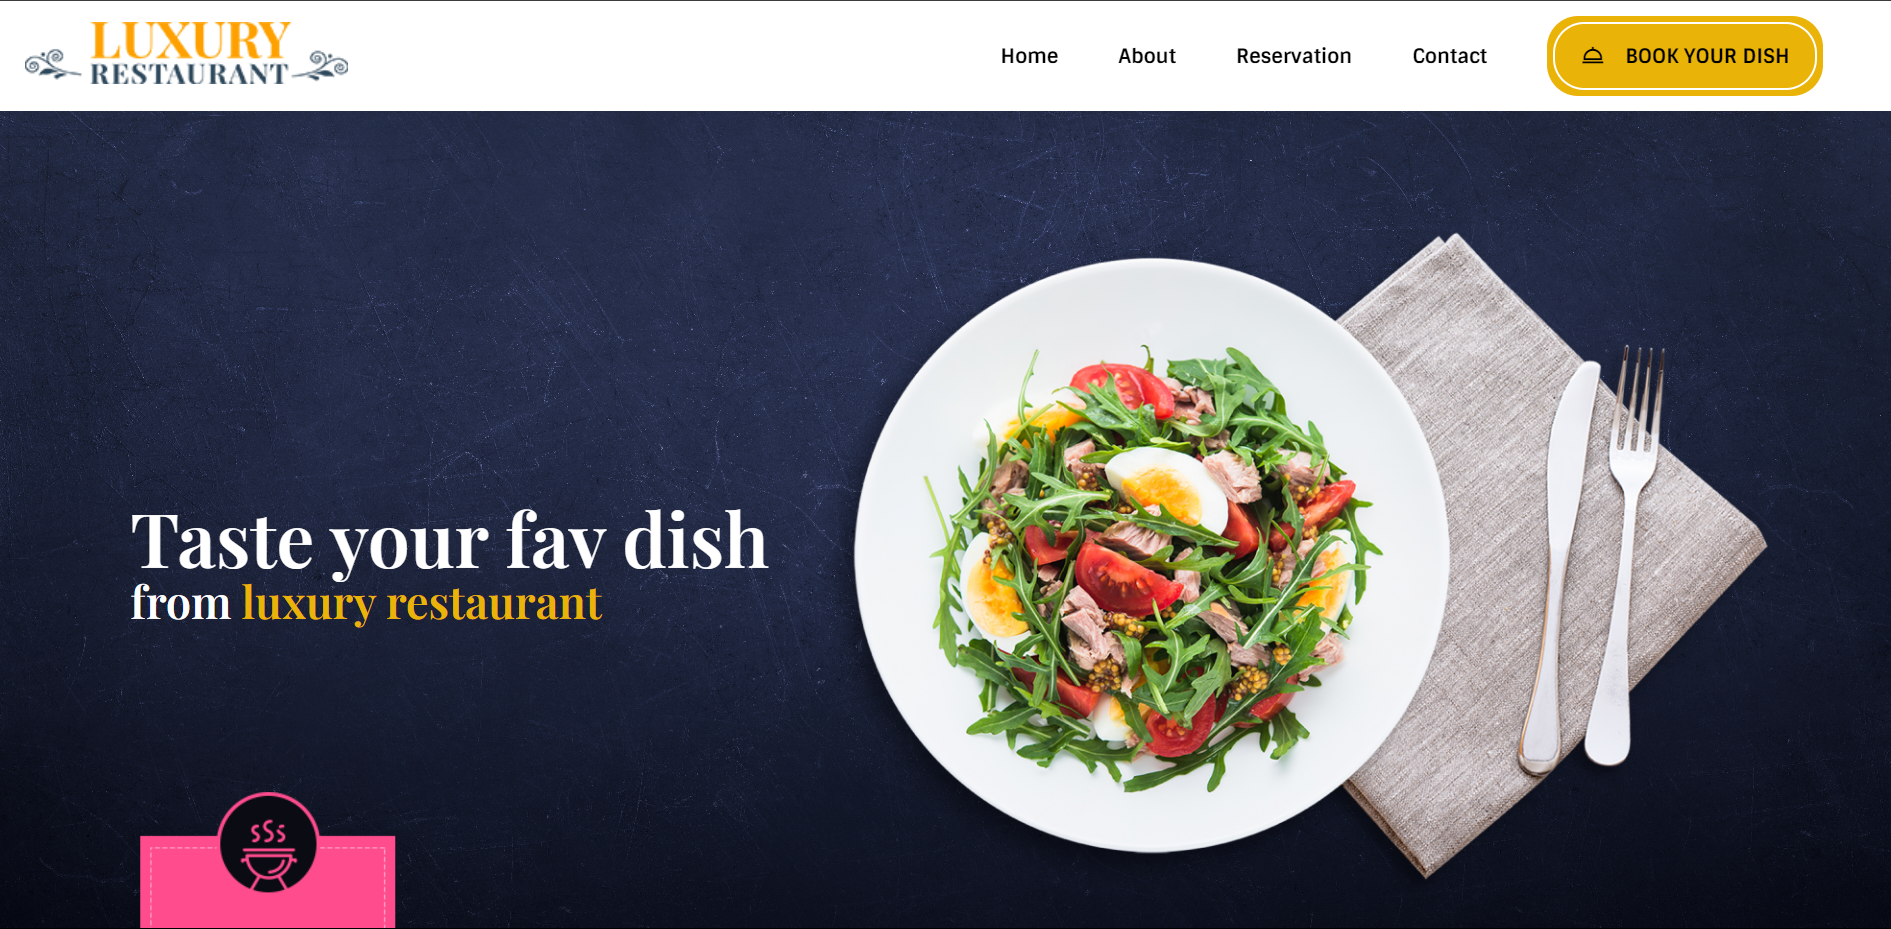 LUXURY
RESTAURANT
Home About Reservation Contact BOOK YOUR DISH
Taste your fav dish
from luxury restaurant